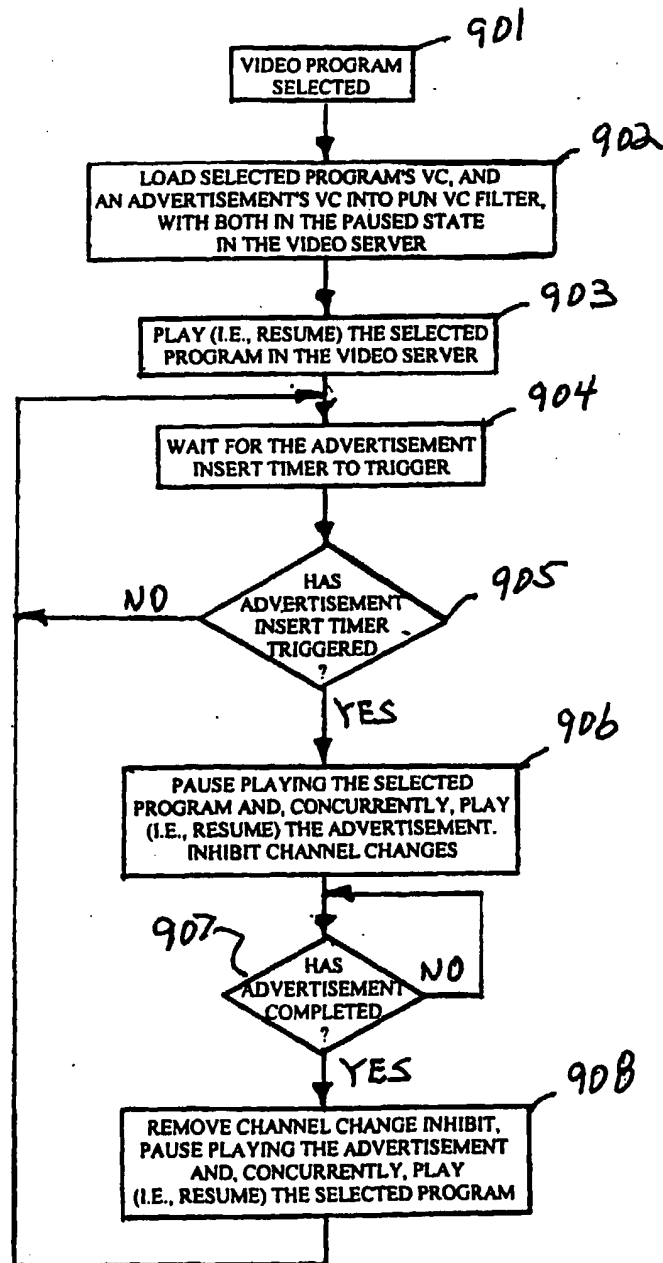 901
VIDEO PROGRAM
SELECTED
902
LOAD SELECTED PROGRAM'S VC, AND
AN ADVERTISEMENT'S VC INTO PUN VC FILTER,
WITH BOTH IN THE PAUSED STATE
IN THE VIDEO SERVER
903
PLAY (I.E., RESUME) THE SELECTED
PROGRAM IN THE VIDEO SERVER
904
WAIT FOR THE ADVERTISEMENT
INSERT TIMER TO TRIGGER
905
HAS
ADVERTISEMENT
INSERT TIMER
TRIGGERED
?
NO
YES
906
PAUSE PLAYING THE SELECTED
PROGRAM AND, CONCURRENTLY, PLAY
(I.E., RESUME) THE ADVERTISEMENT.
INHIBIT CHANNEL CHANGES
907
HAS
ADVERTISEMENT
COMPLETED
?
NO
YES
908
REMOVE CHANNEL CHANGE INHIBIT,
PAUSE PLAYING THE ADVERTISEMENT
AND, CONCURRENTLY, PLAY
(I.E., RESUME) THE SELECTED PROGRAM